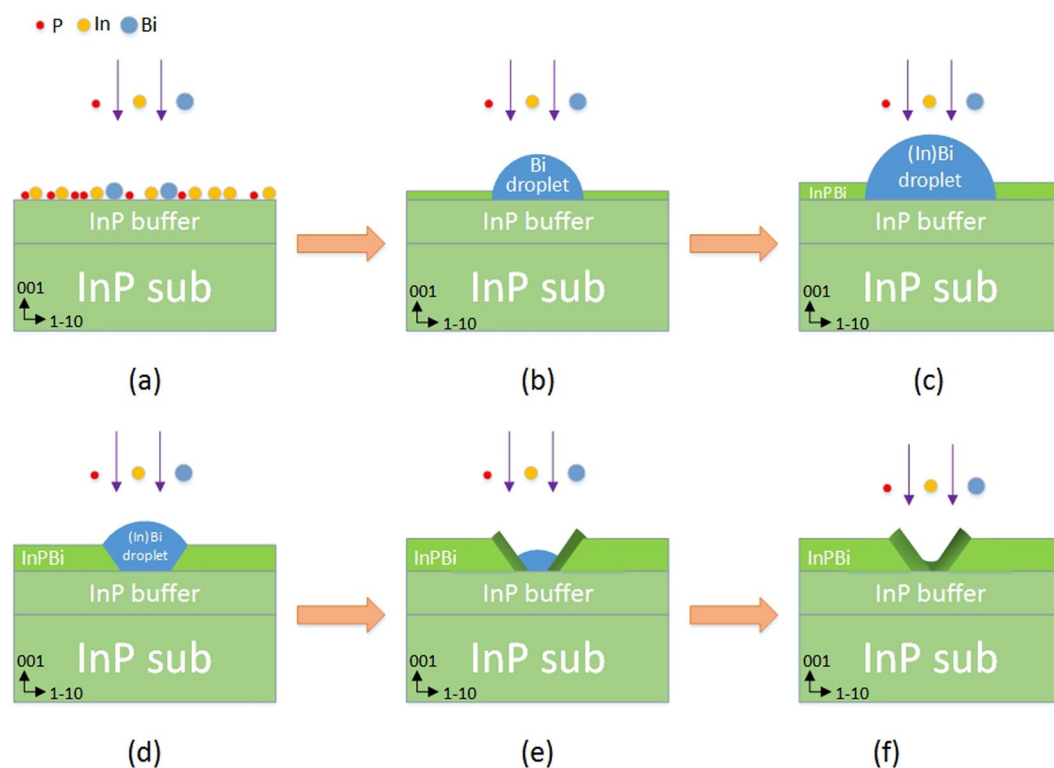 P In Bi
InP buffer
InP sub
001
1-10
(a)
Bi
droplet
InP buffer
InP sub
001
1-10
(b)
(In)Bi
droplet
InPBi
InP buffer
InP sub
001
1-10
(c)
(In)Bi
droplet
InPBi
InP buffer
InP sub
001
1-10
(d)
InPBi
InP buffer
InP sub
001
1-10
(e)
InPBi
InP buffer
InP sub
001
1-10
(f)